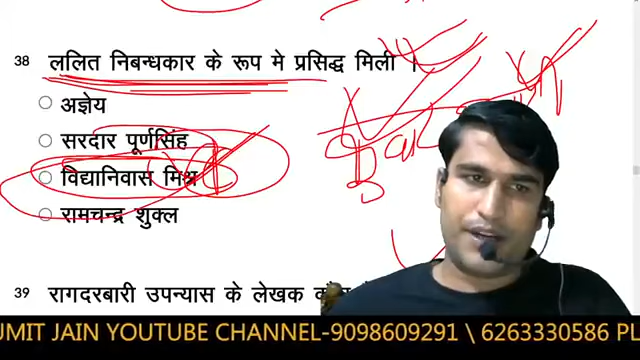 38 ललित निबन्धकार के रूप मे प्रसिद्ध मिली ।
अज्ञेय
सरदार पूर्णसिंह
विद्यानिवास मिश्र
रामचन्द्र शुक्ल
39 रागदरबारी उपन्यास के लेखक
UMIT JAIN YOUTUBE CHANNEL-9098609291 \ 6263330586 PL